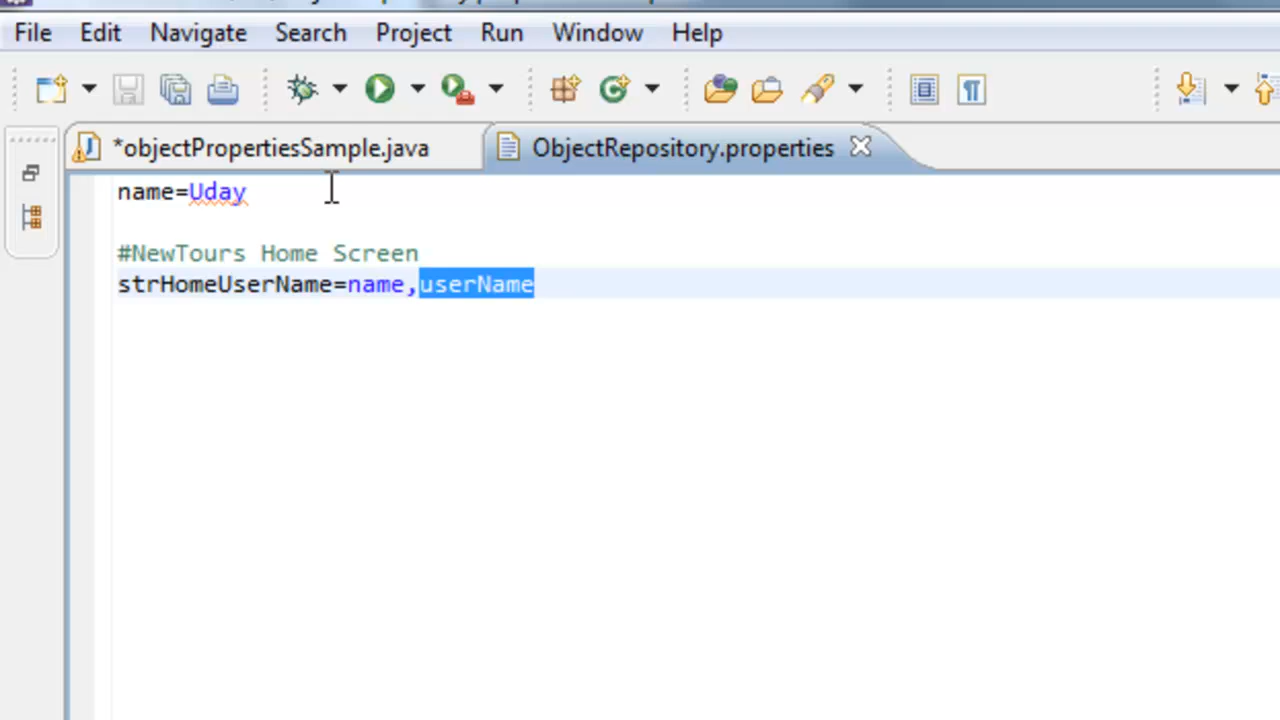 File Edit Navigate Search Project Run Window Help
*objectPropertiesSample.java ObjectRepository.properties
name=Uday
#NewTours Home Screen
strHomeUserName=name,userName